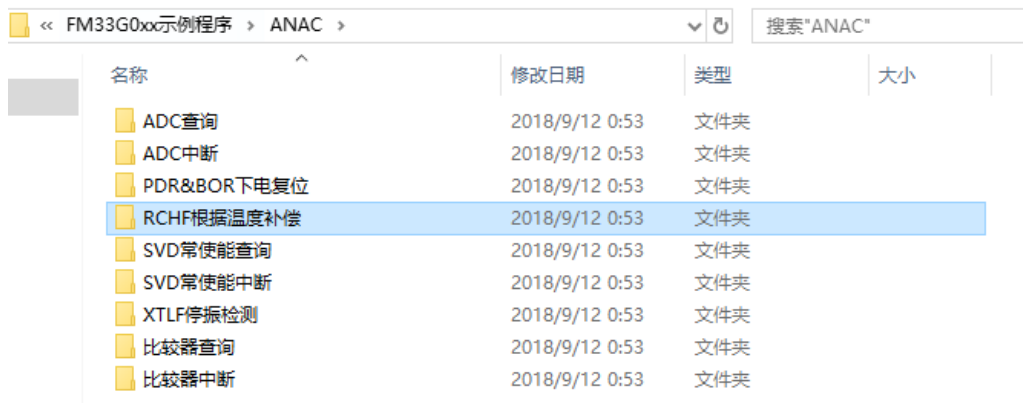 « FM33G0xx示例程序 › ANAC › 搜索"ANAC"
名称 修改日期 类型 大小
ADC查询 2018/9/12 0:53 文件夹
ADC中断 2018/9/12 0:53 文件夹
PDR&BOR下电复位 2018/9/12 0:53 文件夹
RCHF根据温度补偿 2018/9/12 0:53 文件夹
SVD常使能查询 2018/9/12 0:53 文件夹
SVD常使能中断 2018/9/12 0:53 文件夹
XTLF停振检测 2018/9/12 0:53 文件夹
比较器查询 2018/9/12 0:53 文件夹
比较器中断 2018/9/12 0:53 文件夹